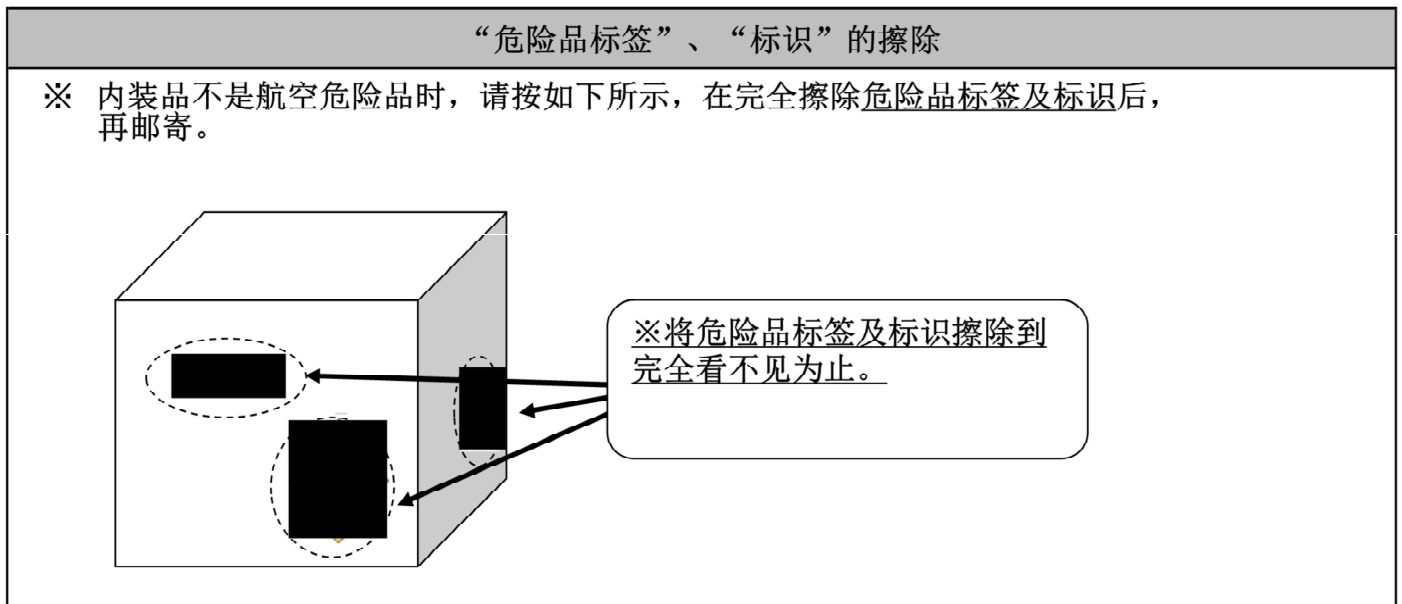 “危险品标签”、“标识”的擦除
※ 内装品不是航空危险品时，请按如下所示，在完全擦除危险品标签及标识后，
再邮寄。
※将危险品标签及标识擦除到
完全看不见为止。